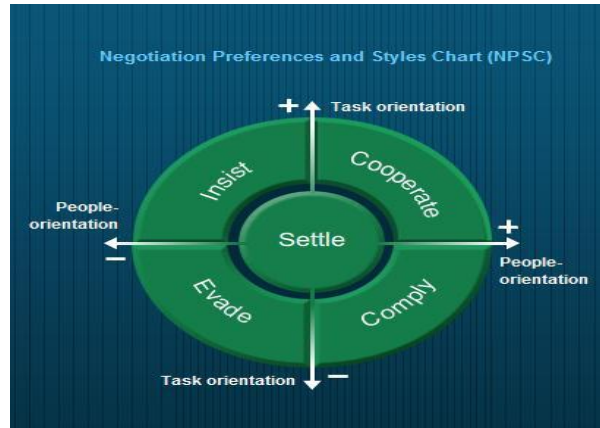 Negotiation Preferences and Styles Chart (NPSC)
+
Task orientation
Insist
Cooperate
People-
orientation
−
Settle
+
People-
orientation
Evade
Comply
Task orientation
−